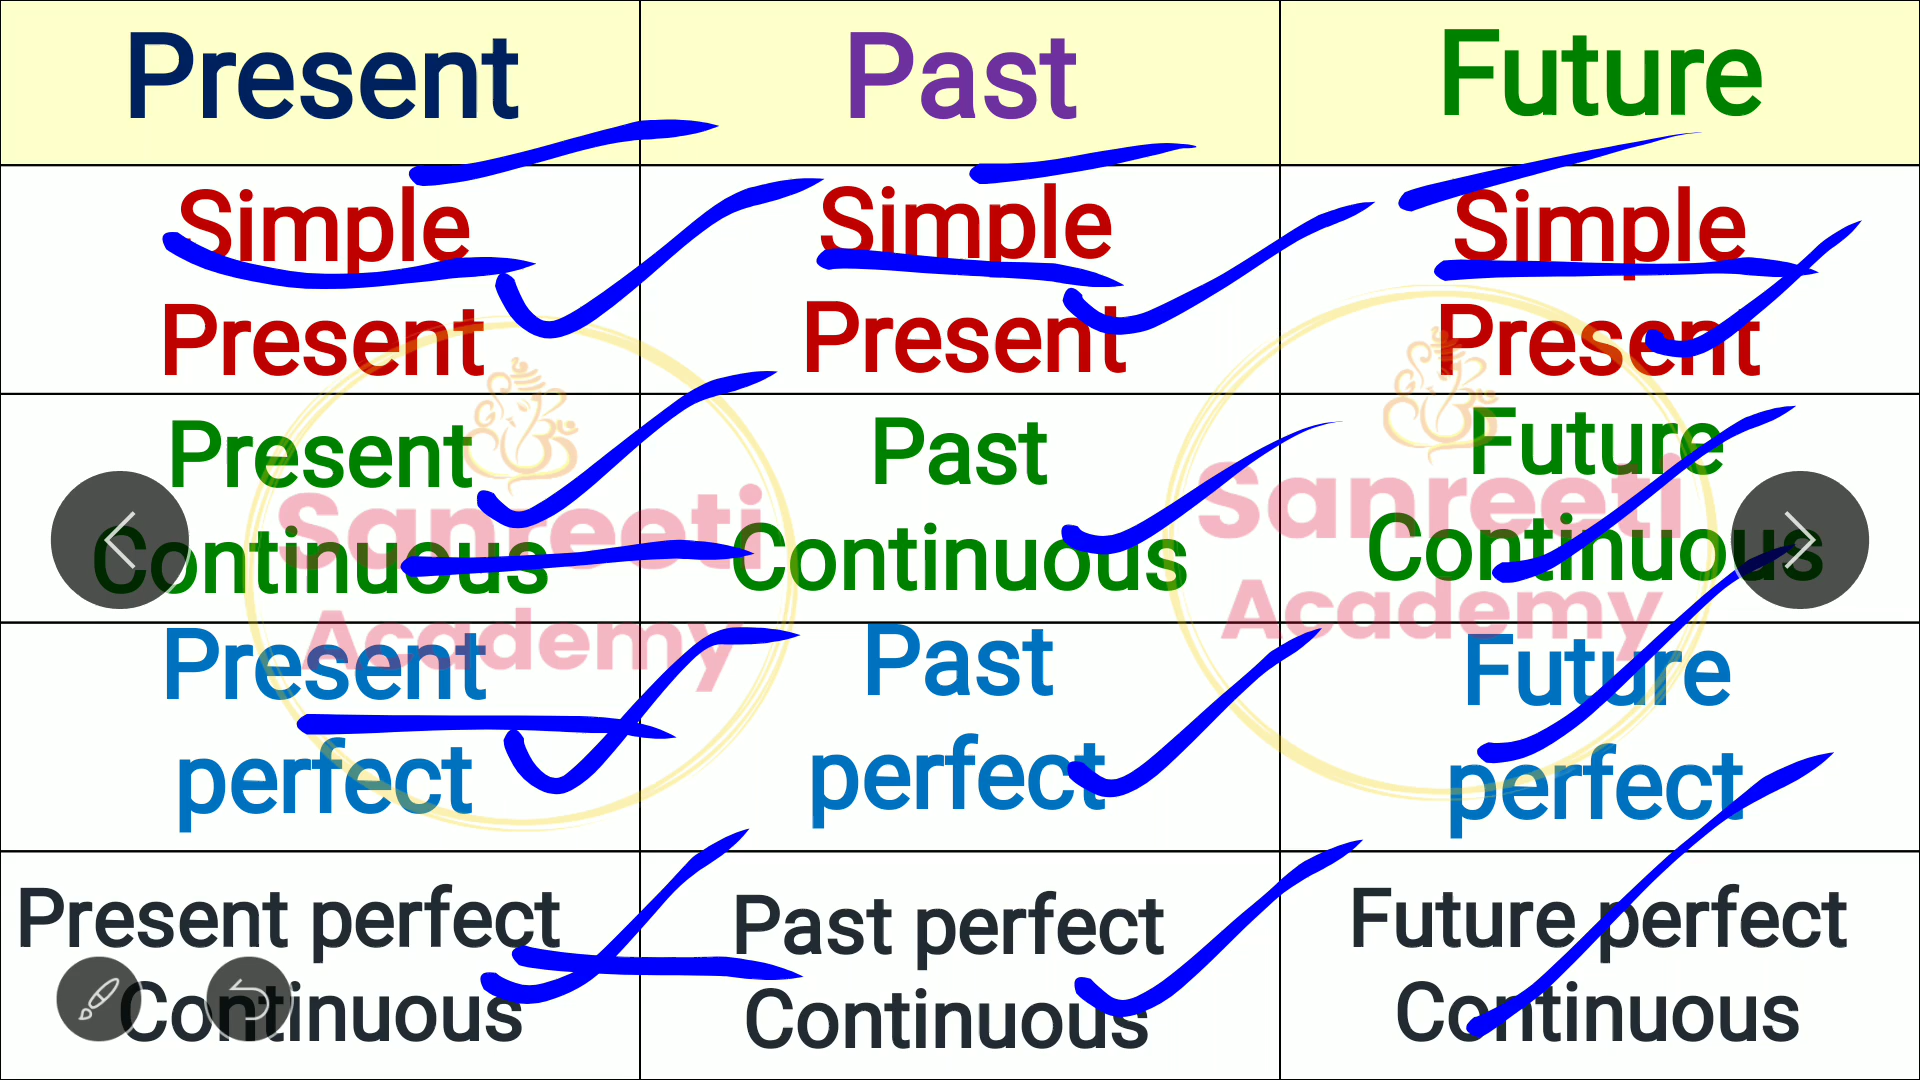 Present Past Future
Simple Simple Simple
Present Present Present
Present Past Future
Continuous Continuous Continuous
Present Past Future
perfect perfect perfect
Present perfect Past perfect Future perfect
Continuous Continuous Continuous
Sanreeti Sanreeti
Academy Academy